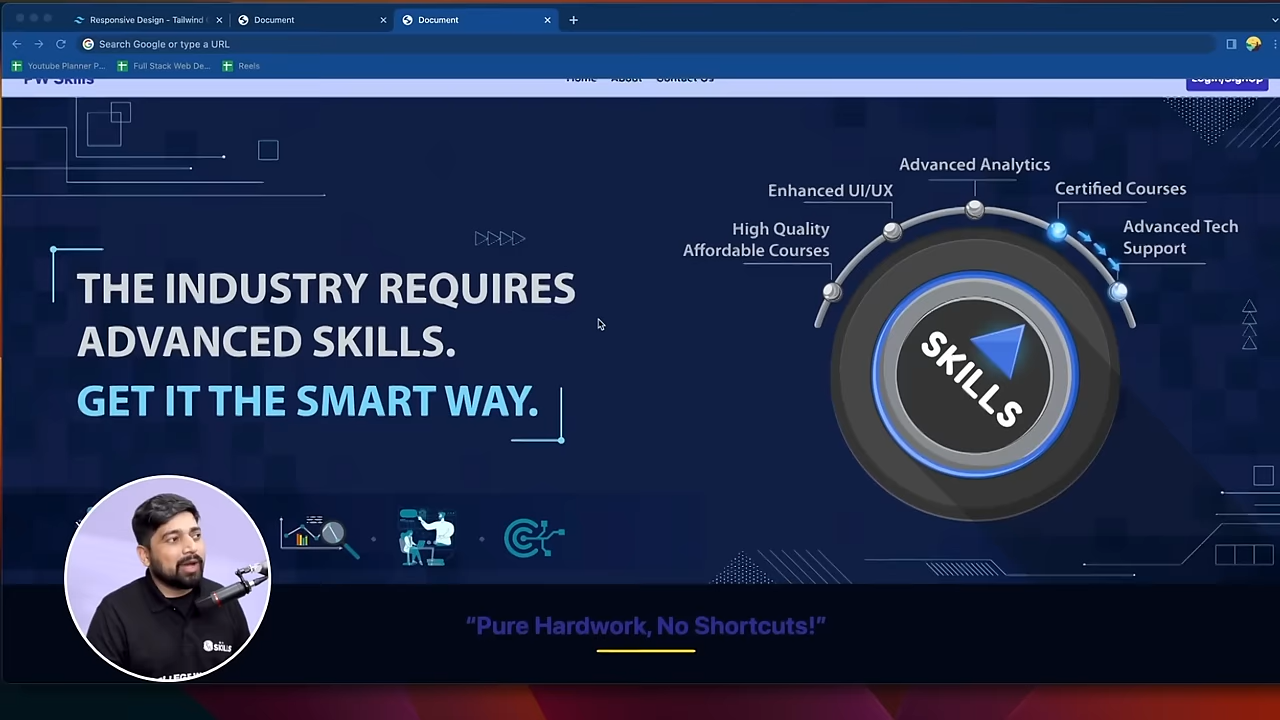 Responsive Design - Tailwind
Document
Document
Search Google or type a URL
Youtube Planner P...
Full Stack Web De...
Reels
PW Skills
Home
About
Contact Us
Login/SignUp
Advanced Analytics
Enhanced UI/UX
Certified Courses
High Quality
Affordable Courses
Advanced Tech
Support
THE INDUSTRY REQUIRES
ADVANCED SKILLS.
GET IT THE SMART WAY.
SKILLS
“Pure Hardwork, No Shortcuts!”
SKILLS